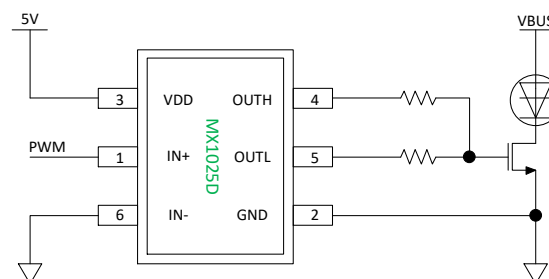 5V
VBUS
3 VDD OUTH 4
PWM
1 IN+ OUTL 5
MX1025D
6 IN- GND 2